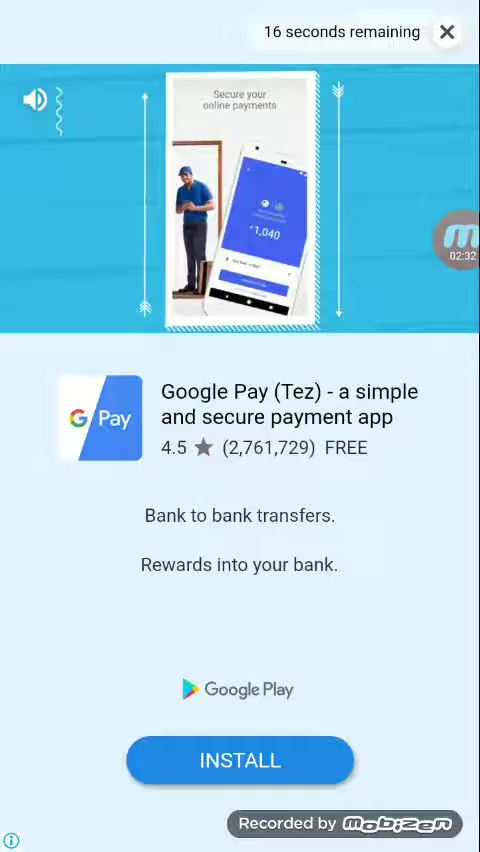 16 seconds remaining
Secure your
online payments
1,040
02:32
G Pay
Google Pay (Tez) - a simple
and secure payment app
4.5 ★ (2,761,729) FREE
Bank to bank transfers.
Rewards into your bank.
Google Play
INSTALL
Recorded by mobizen